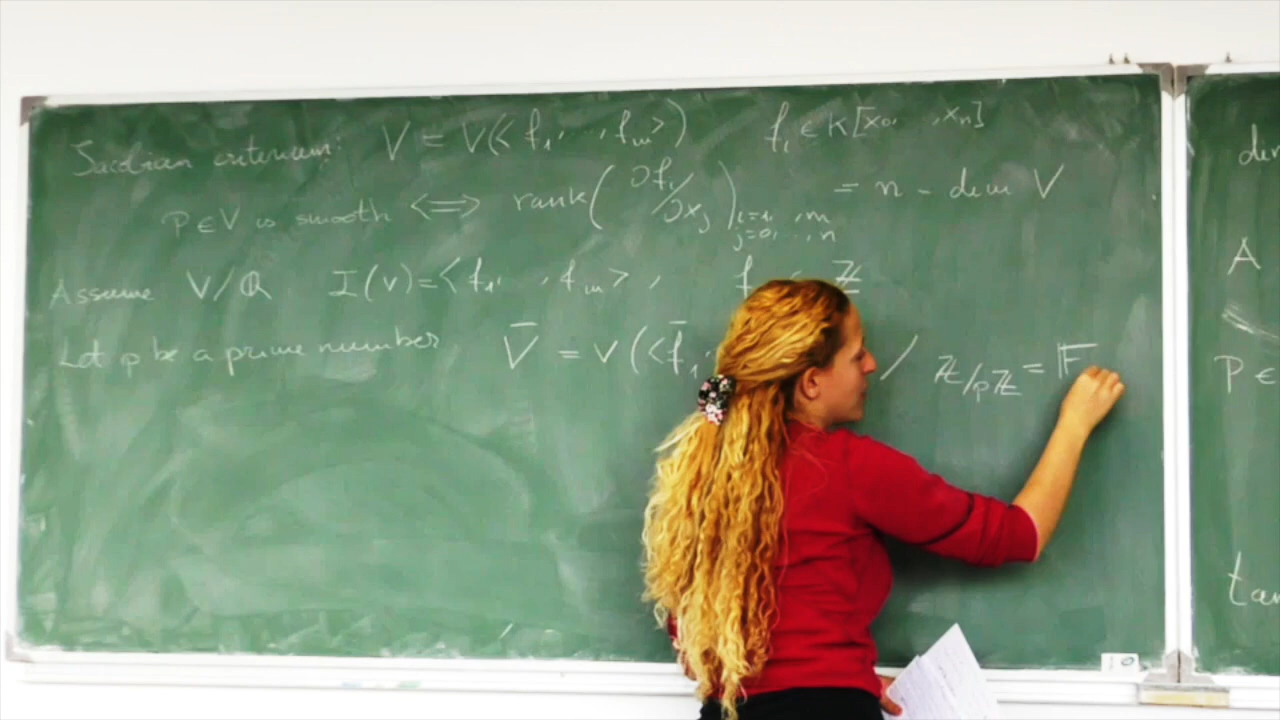 Jacobian criterium: V = V(<f₁, .., fₘ>) fᵢ ∈ K[x₀, , xₙ]
P ∈ V is smooth <=> rank(∂fᵢ/∂xⱼ)ᵢ₌₁, ,ₘ ⱼ₌₀, ..,ₙ = n - dim V
Assume V/ℚ I(V) = <f₁, , fₘ>, f ℤ
Let p be a prime number V̄ = V(<f̄₁, / ℤ/pℤ = 𝔽
A
P ∈